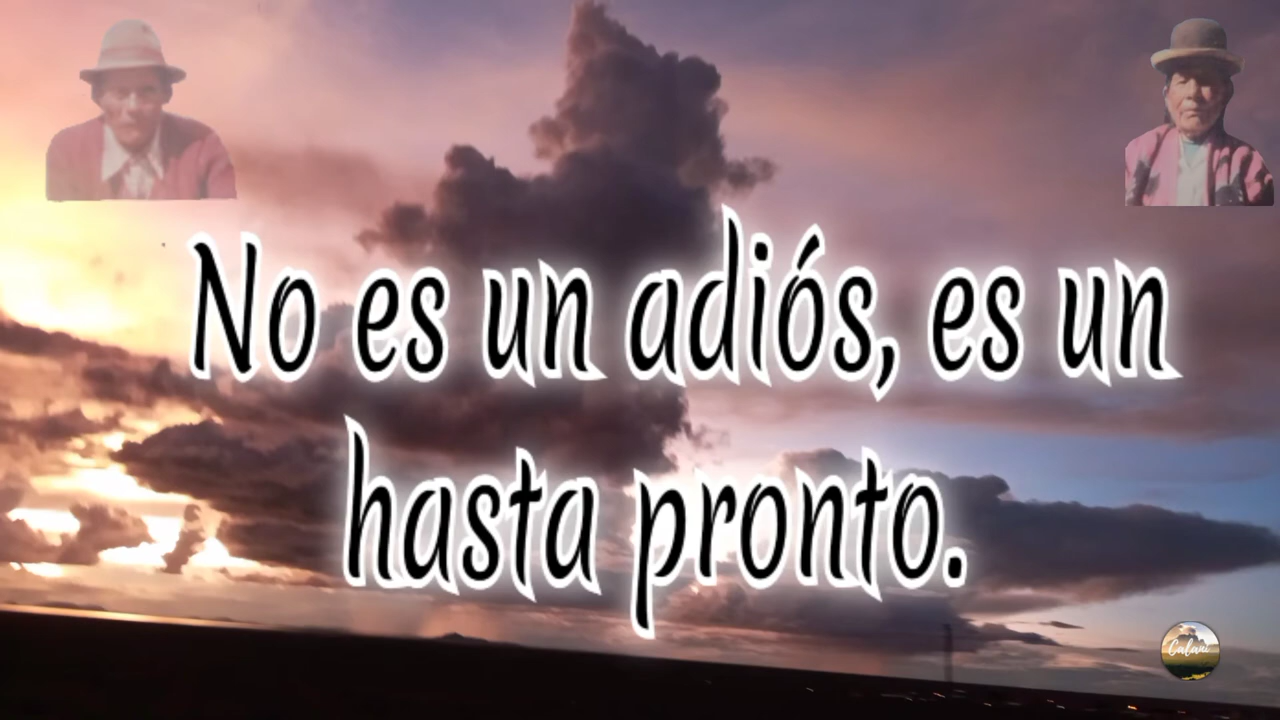 No es un adiós, es un
hasta pronto.
Calani